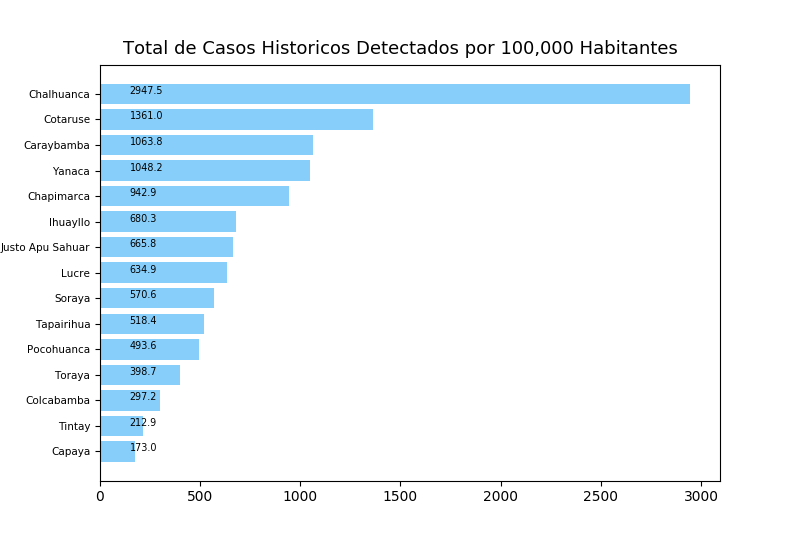 Total de Casos Historicos Detectados por 100,000 Habitantes
Chalhuanca 2947.5
Cotaruse 1361.0
Caraybamba 1063.8
Yanaca 1048.2
Chapimarca 942.9
Ihuayllo 680.3
Justo Apu Sahuar 665.8
Lucre 634.9
Soraya 570.6
Tapairihua 518.4
Pocohuanca 493.6
Toraya 398.7
Colcabamba 297.2
Tintay 212.9
Capaya 173.0
0 500 1000 1500 2000 2500 3000